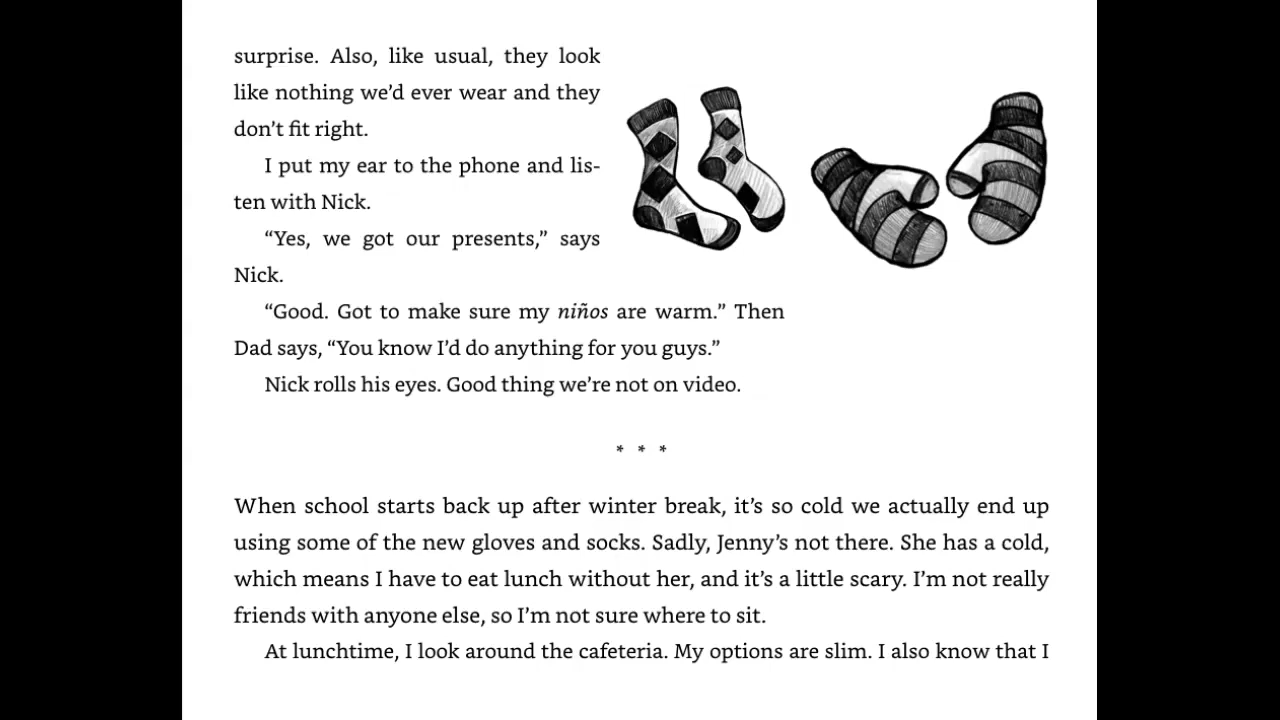 surprise. Also, like usual, they look
like nothing we’d ever wear and they
don’t fit right.
I put my ear to the phone and lis-
ten with Nick.
“Yes, we got our presents,” says
Nick.
“Good. Got to make sure my niños are warm.” Then
Dad says, “You know I’d do anything for you guys.”
Nick rolls his eyes. Good thing we’re not on video.
* * *
When school starts back up after winter break, it’s so cold we actually end up
using some of the new gloves and socks. Sadly, Jenny’s not there. She has a cold,
which means I have to eat lunch without her, and it’s a little scary. I’m not really
friends with anyone else, so I’m not sure where to sit.
At lunchtime, I look around the cafeteria. My options are slim. I also know that I